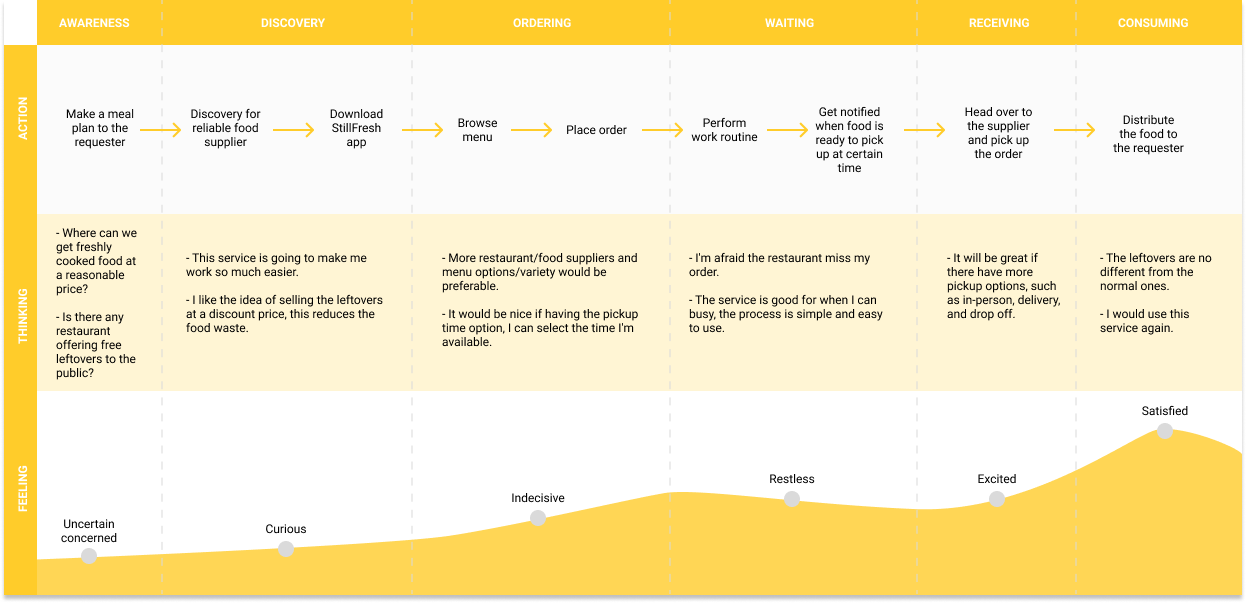 AWARENESS
DISCOVERY
ORDERING
WAITING
RECEIVING
CONSUMING
ACTION
Make a meal
plan to the
requester
Discovery for
reliable food
supplier
Download
StillFresh
app
Browse
menu
Place order
Perform
work routine
Get notified
when food is
ready to pick
up at certain
time
Head over to
the supplier
and pick up
the order
Distribute
the food to
the requester
THINKING
- Where can we
get freshly
cooked food at
a reasonable
price?
- Is there any
restaurant
offering free
leftovers to the
public?
- This service is going to make me
work so much easier.
- I like the idea of selling the leftovers
at a discount price, this reduces the
food waste.
- More restaurant/food suppliers and
menu options/variety would be
preferable.
- It would be nice if having the pickup
time option, I can select the time I'm
available.
- I'm afraid the restaurant miss my
order.
- The service is good for when I can
busy, the process is simple and easy
to use.
- It will be great if
there have more
pickup options, such
as in-person, delivery,
and drop off.
- The leftovers are no
different from the
normal ones.
- I would use this
service again.
FEELING
Uncertain
concerned
Curious
Indecisive
Restless
Excited
Satisfied